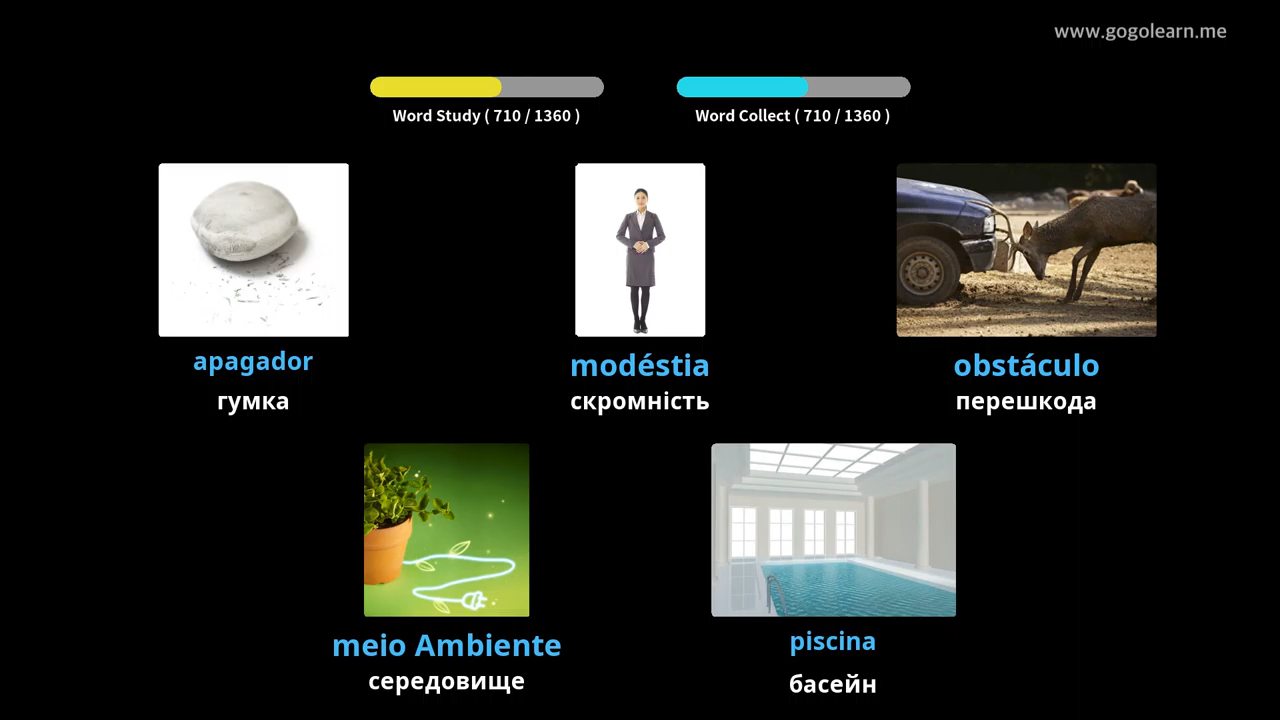 www.gogolearn.me
Word Study ( 710 / 1360 )
Word Collect ( 710 / 1360 )
apagador
гумка
modéstia
скромність
obstáculo
перешкода
meio Ambiente
середовище
piscina
басейн